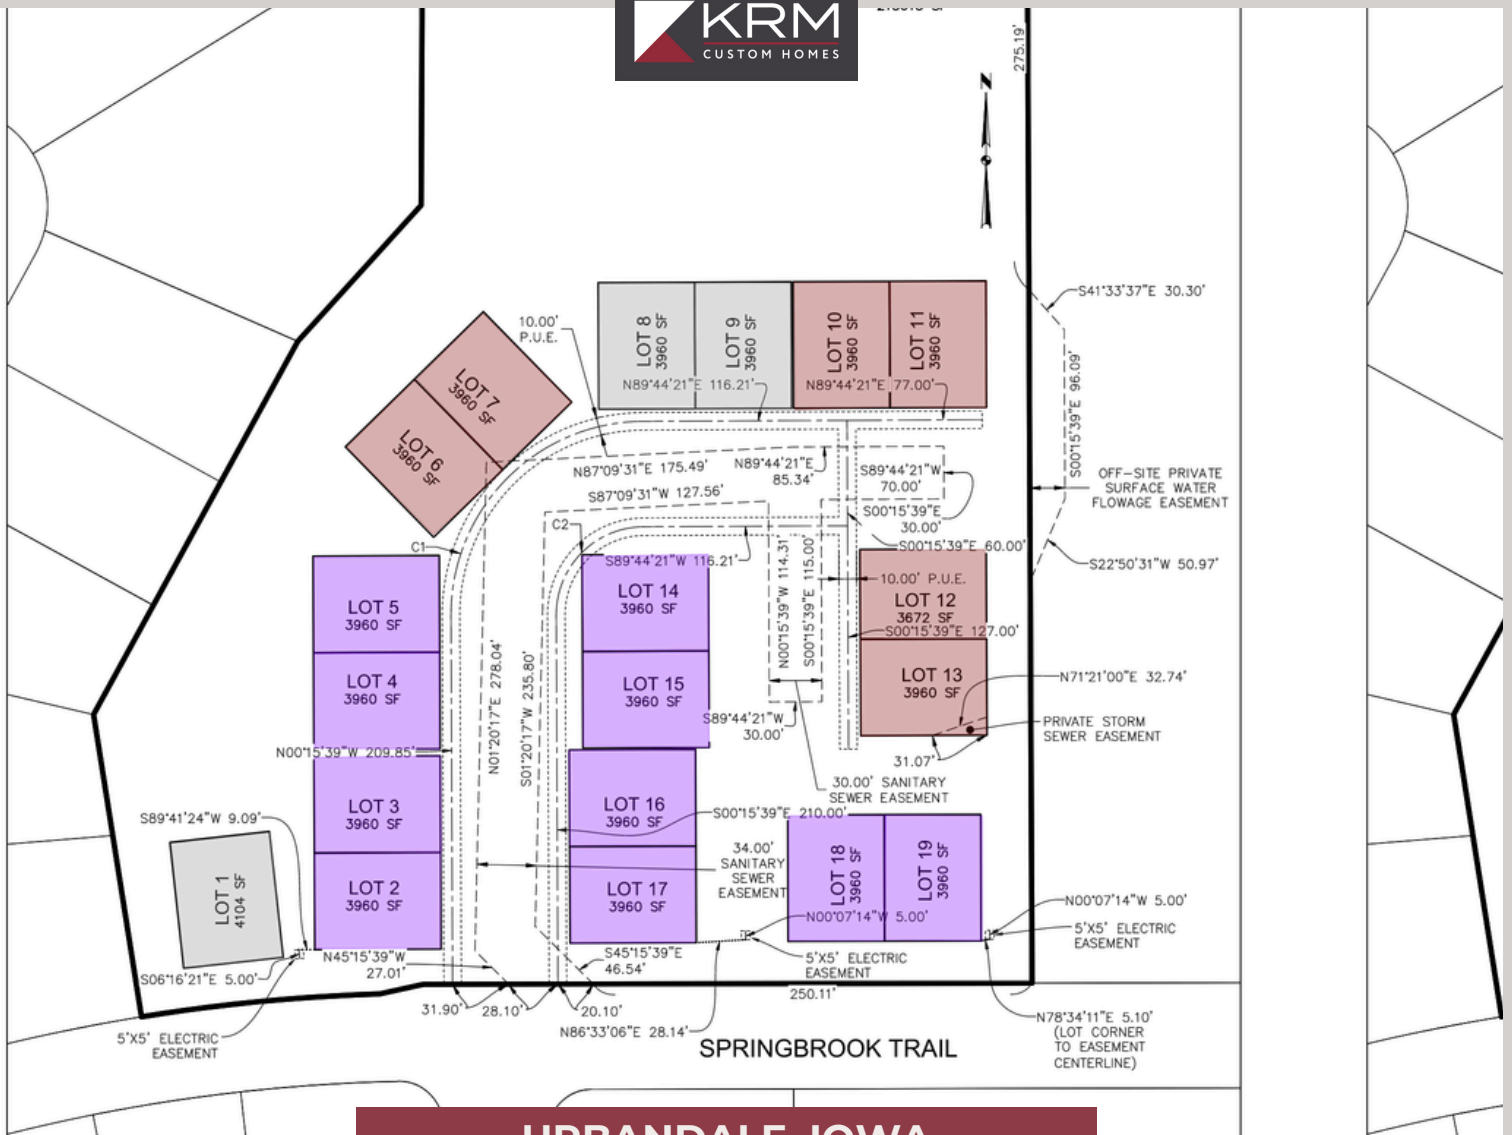 KRM
CUSTOM HOMES
275.19'
N
S41°33'37"E 30.30'
10.00'
P.U.E.
LOT 8
3960 SF
LOT 9
3960 SF
LOT 10
3960 SF
LOT 11
3960 SF
N89°44'21"E 116.21'
N89°44'21"E 77.00'
S00°15'39"E 96.09'
LOT 7
3960 SF
LOT 6
3960 SF
N87°09'31"E 175.49'
N89°44'21"E
85.34'
S89°44'21"W
70.00'
OFF-SITE PRIVATE
SURFACE WATER
FLOWAGE EASEMENT
S87°09'31"W 127.56'
S00°15'39"E
30.00'
C2
C1
S00°15'39"E 60.00'
S89°44'21"W 116.21'
S22°50'31"W 50.97'
N00°15'39"W 114.31
S00°15'39"E 115.00'
10.00' P.U.E.
LOT 5
3960 SF
LOT 14
3960 SF
LOT 12
3672 SF
S00°15'39"E 127.00'
LOT 4
3960 SF
N01°20'17"E 278.04'
S01°20'17"W 235.80'
LOT 15
3960 SF
LOT 13
3960 SF
N71°21'00"E 32.74'
S89°44'21"W
30.00'
PRIVATE STORM
SEWER EASEMENT
N00°15'39"W 209.85'
31.07'
30.00' SANITARY
SEWER EASEMENT
LOT 3
3960 SF
LOT 16
3960 SF
S00°15'39"E 210.00'
S89°41'24"W 9.09'
34.00'
SANITARY
SEWER
EASEMENT
LOT 1
4104 SF
LOT 2
3960 SF
LOT 17
3960 SF
LOT 18
3960 SF
LOT 19
3960 SF
N00°07'14"W 5.00'
N00°07'14"W 5.00'
5'X5' ELECTRIC
EASEMENT
N45°15'39"W
27.01'
S45°15'39"E
46.54'
5'X5' ELECTRIC
EASEMENT
S06°16'21"E 5.00'
250.11'
31.90'
28.10'
20.10'
N86°33'06"E 28.14'
N78°34'11"E 5.10'
(LOT CORNER
TO EASEMENT
CENTERLINE)
5'X5' ELECTRIC
EASEMENT
SPRINGBROOK TRAIL
URBANDALE, IOWA